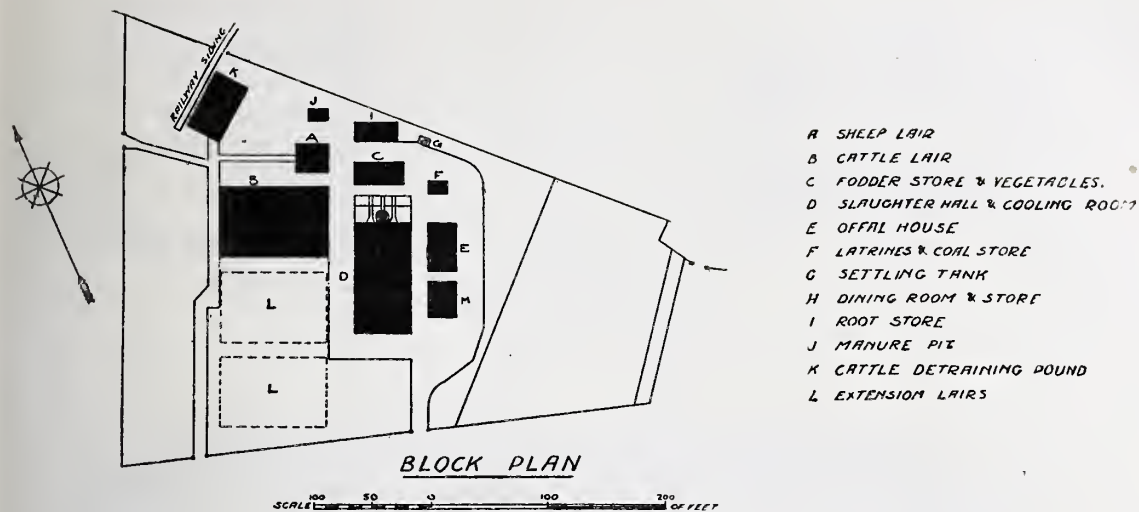 RAILWAY SIDING
K
J
I
G
A
C
F
B
E
D
M
L
L
A SHEEP LAIR
B CATTLE LAIR
C FODDER STORE & VEGETABLES.
D SLAUGHTER HALL & COOLING ROOM
E OFFAL HOUSE
F LATRINES & COAL STORE
G SETTLING TANK
H DINING ROOM & STORE
I ROOT STORE
J MANURE PIT
K CATTLE DETRAINING POUND
L EXTENSION LAIRS
BLOCK PLAN
SCALE 100 50 0 100 200 OF FEET